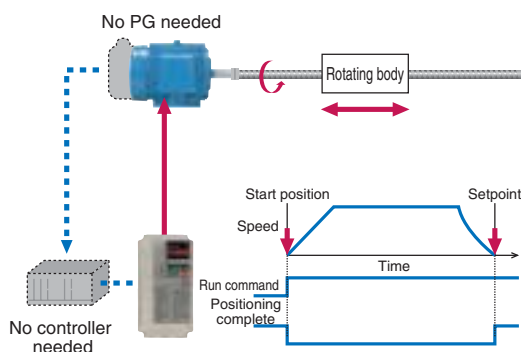 No PG needed
Rotating body
Start position
Setpoint
Speed
Time
Run command
Positioning
complete
No controller
needed